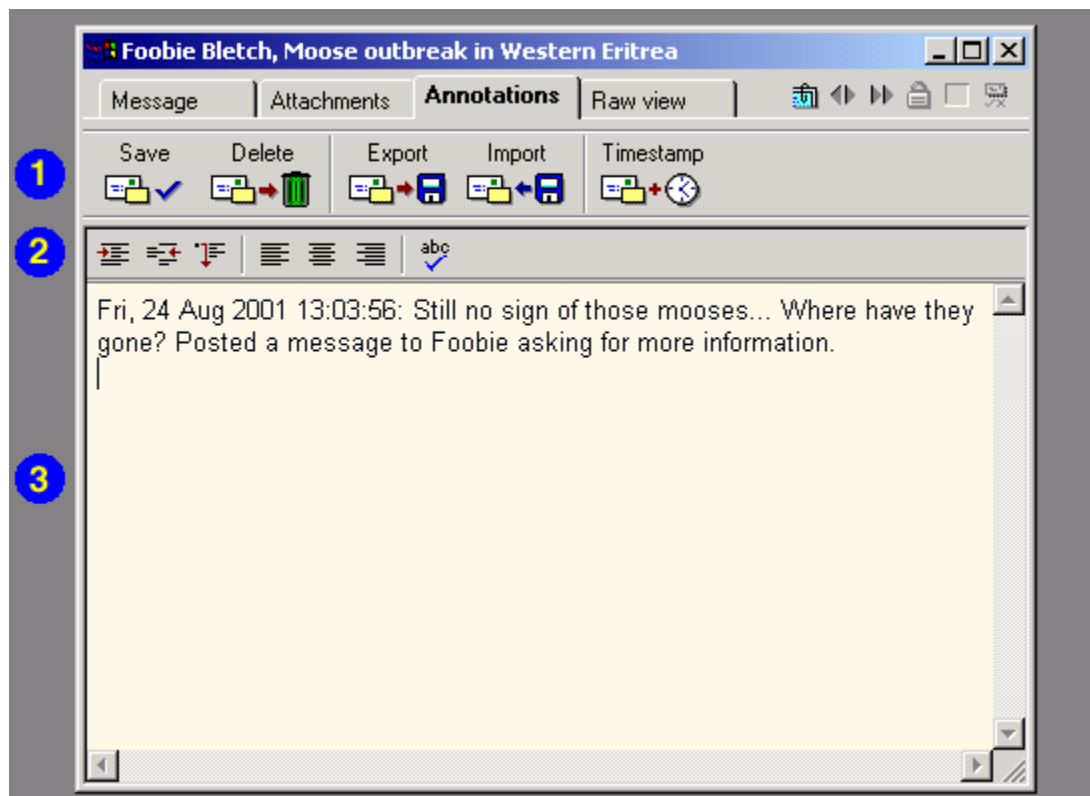 Foobie Bletch, Moose outbreak in Western Eritrea
Message Attachments Annotations Raw view
1
Save Delete Export Import Timestamp
2
abc
Fri, 24 Aug 2001 13:03:56: Still no sign of those mooses... Where have they
gone? Posted a message to Foobie asking for more information.
3